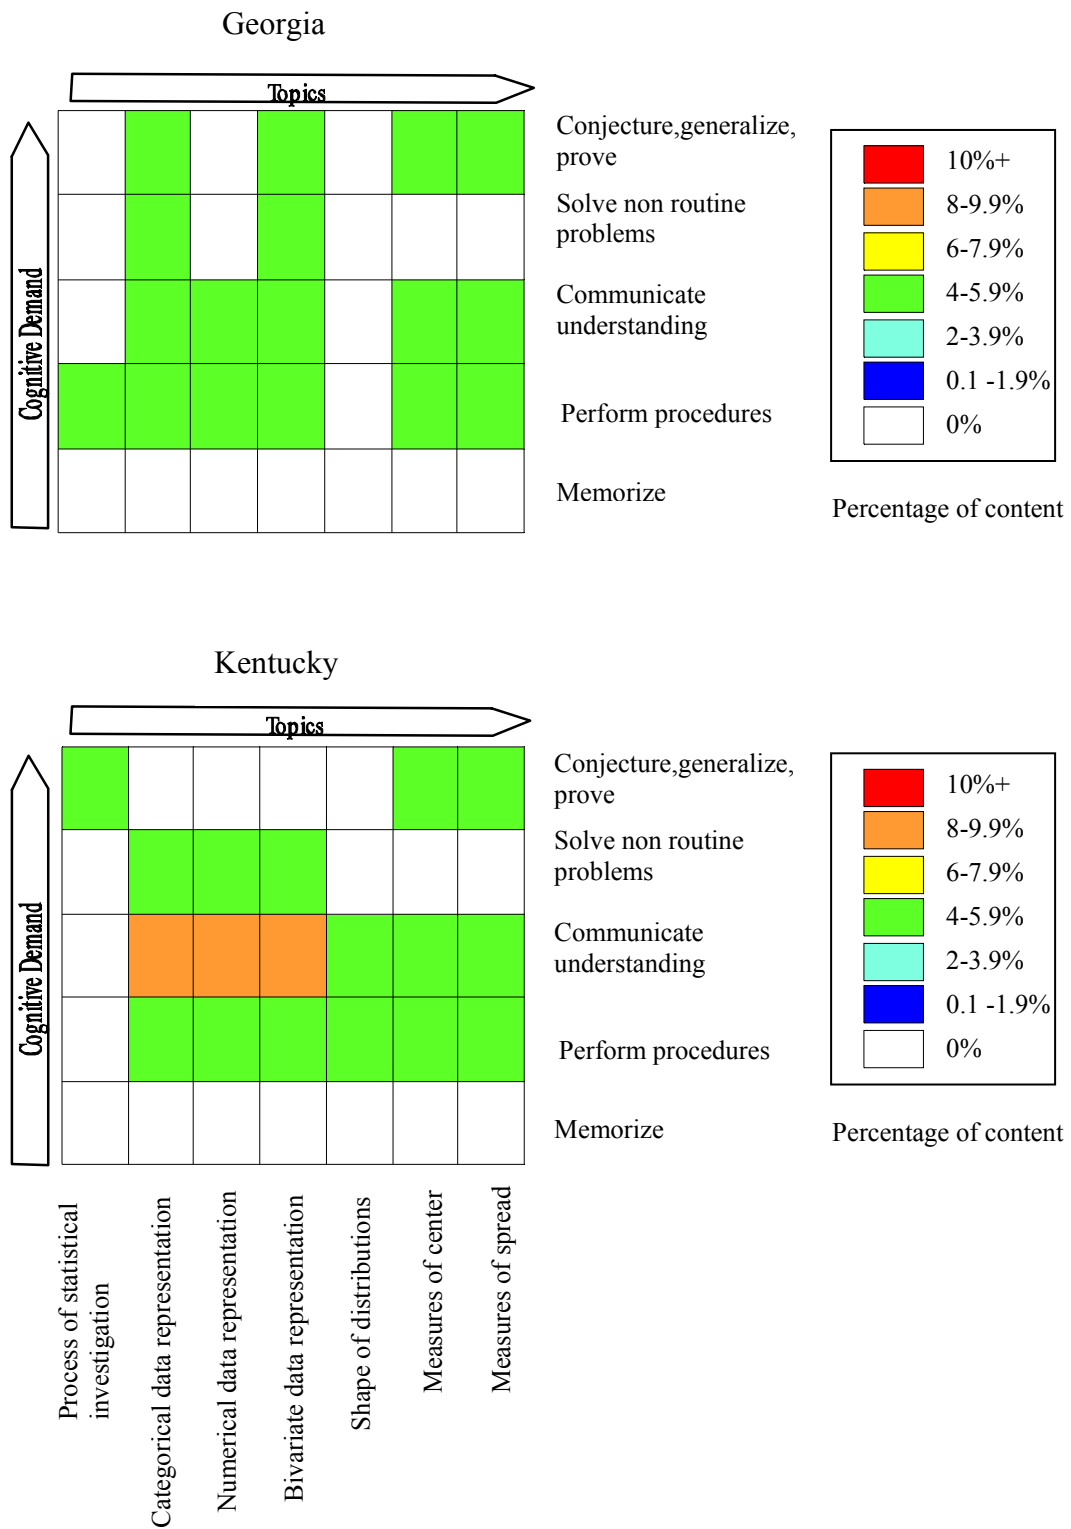 Georgia
Topics
Cognitive Demand
Conjecture,generalize,
prove
Solve non routine
problems
Communicate
understanding
Perform procedures
Memorize
10%+
8-9.9%
6-7.9%
4-5.9%
2-3.9%
0.1 -1.9%
0%
Percentage of content
Kentucky
Topics
Cognitive Demand
Conjecture,generalize,
prove
Solve non routine
problems
Communicate
understanding
Perform procedures
Memorize
10%+
8-9.9%
6-7.9%
4-5.9%
2-3.9%
0.1 -1.9%
0%
Percentage of content
Process of statistical
investigation
Categorical data representation
Numerical data representation
Bivariate data representation
Shape of distributions
Measures of center
Measures of spread